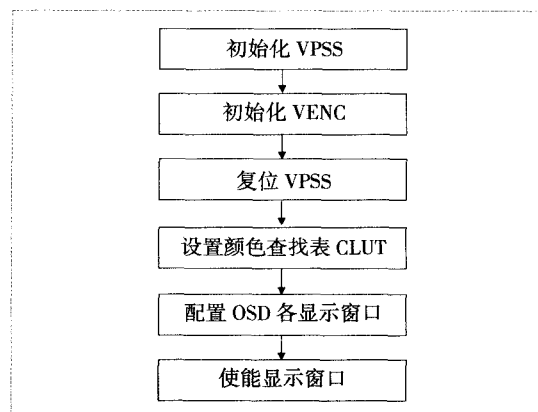 初始化 VPSS
初始化 VENC
复位 VPSS
设置颜色查找表 CLUT
配置 OSD 各显示窗口
使能显示窗口